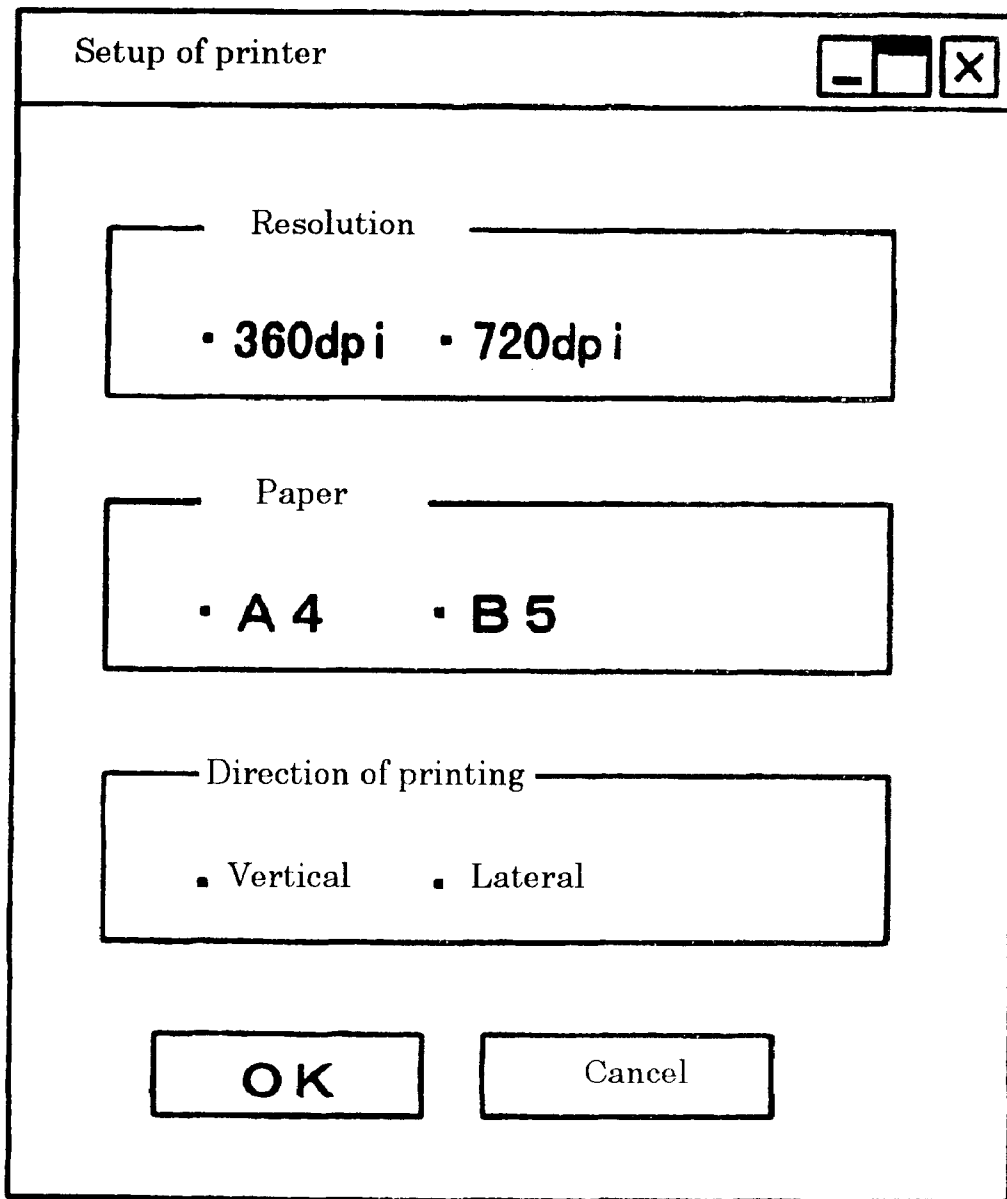 Setup of printer
Resolution
・360dpi ・720dpi
Paper
・A4 ・B5
Direction of printing
・Vertical ・Lateral
OK Cancel